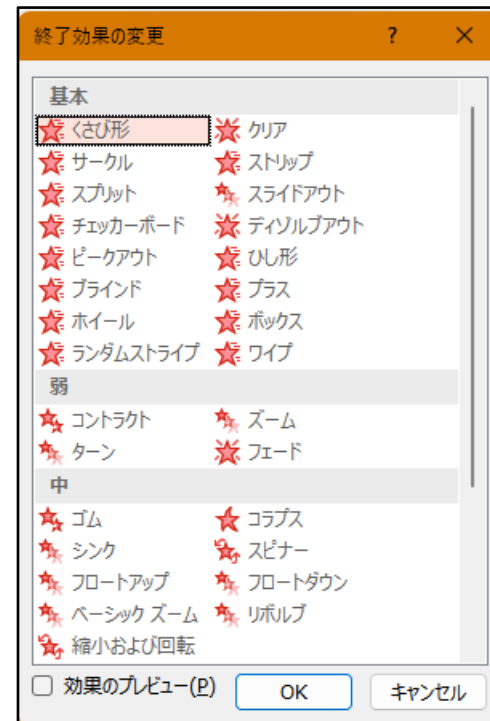 終了効果の変更 ?
基本
くさび形 クリア
サークル ストリップ
スプリット スライドアウト
チェッカーボード ディゾルブアウト
ピークアウト ひし形
ブラインド プラス
ホイール ボックス
ランダムストライプ ワイプ
弱
コントラクト ズーム
ターン フェード
中
ゴム コラプス
シンク スピナー
フロートアップ フロートダウン
ベーシック ズーム リボルブ
縮小および回転
効果のプレビュー(P) OK キャンセル